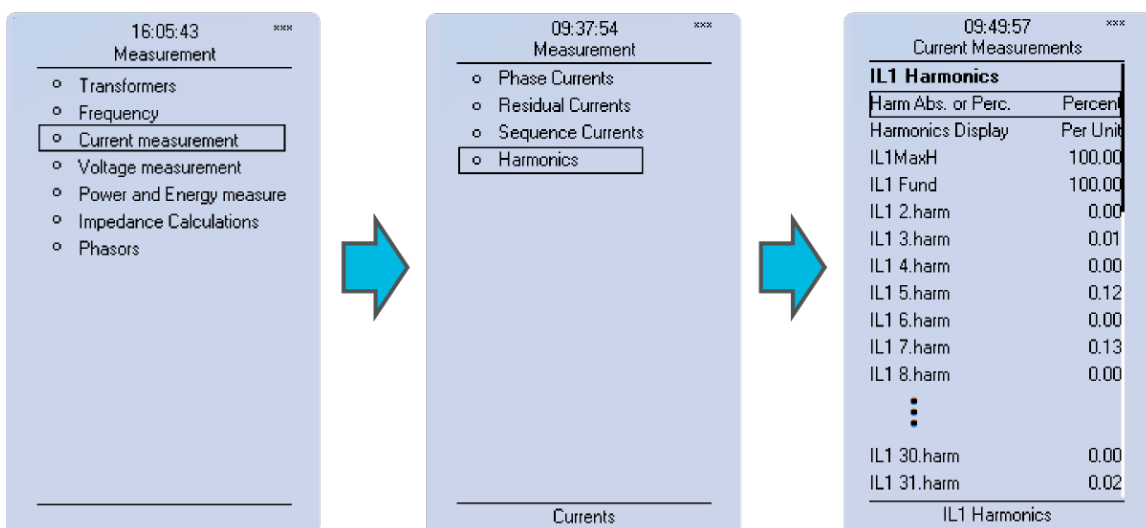 16:05:43 ×××
Measurement
Transformers
Frequency
Current measurement
Voltage measurement
Power and Energy measure
Impedance Calculations
Phasors
09:37:54 ×××
Measurement
Phase Currents
Residual Currents
Sequence Currents
Harmonics
Currents
09:49:57 ×××
Current Measurements
IL1 Harmonics
Harm Abs. or Perc. Percent
Harmonics Display Per Unit
IL1MaxH 100.00
IL1 Fund 100.00
IL1 2.harm 0.00
IL1 3.harm 0.01
IL1 4.harm 0.00
IL1 5.harm 0.12
IL1 6.harm 0.00
IL1 7.harm 0.13
IL1 8.harm 0.00
IL1 30.harm 0.00
IL1 31.harm 0.02
IL1 Harmonics